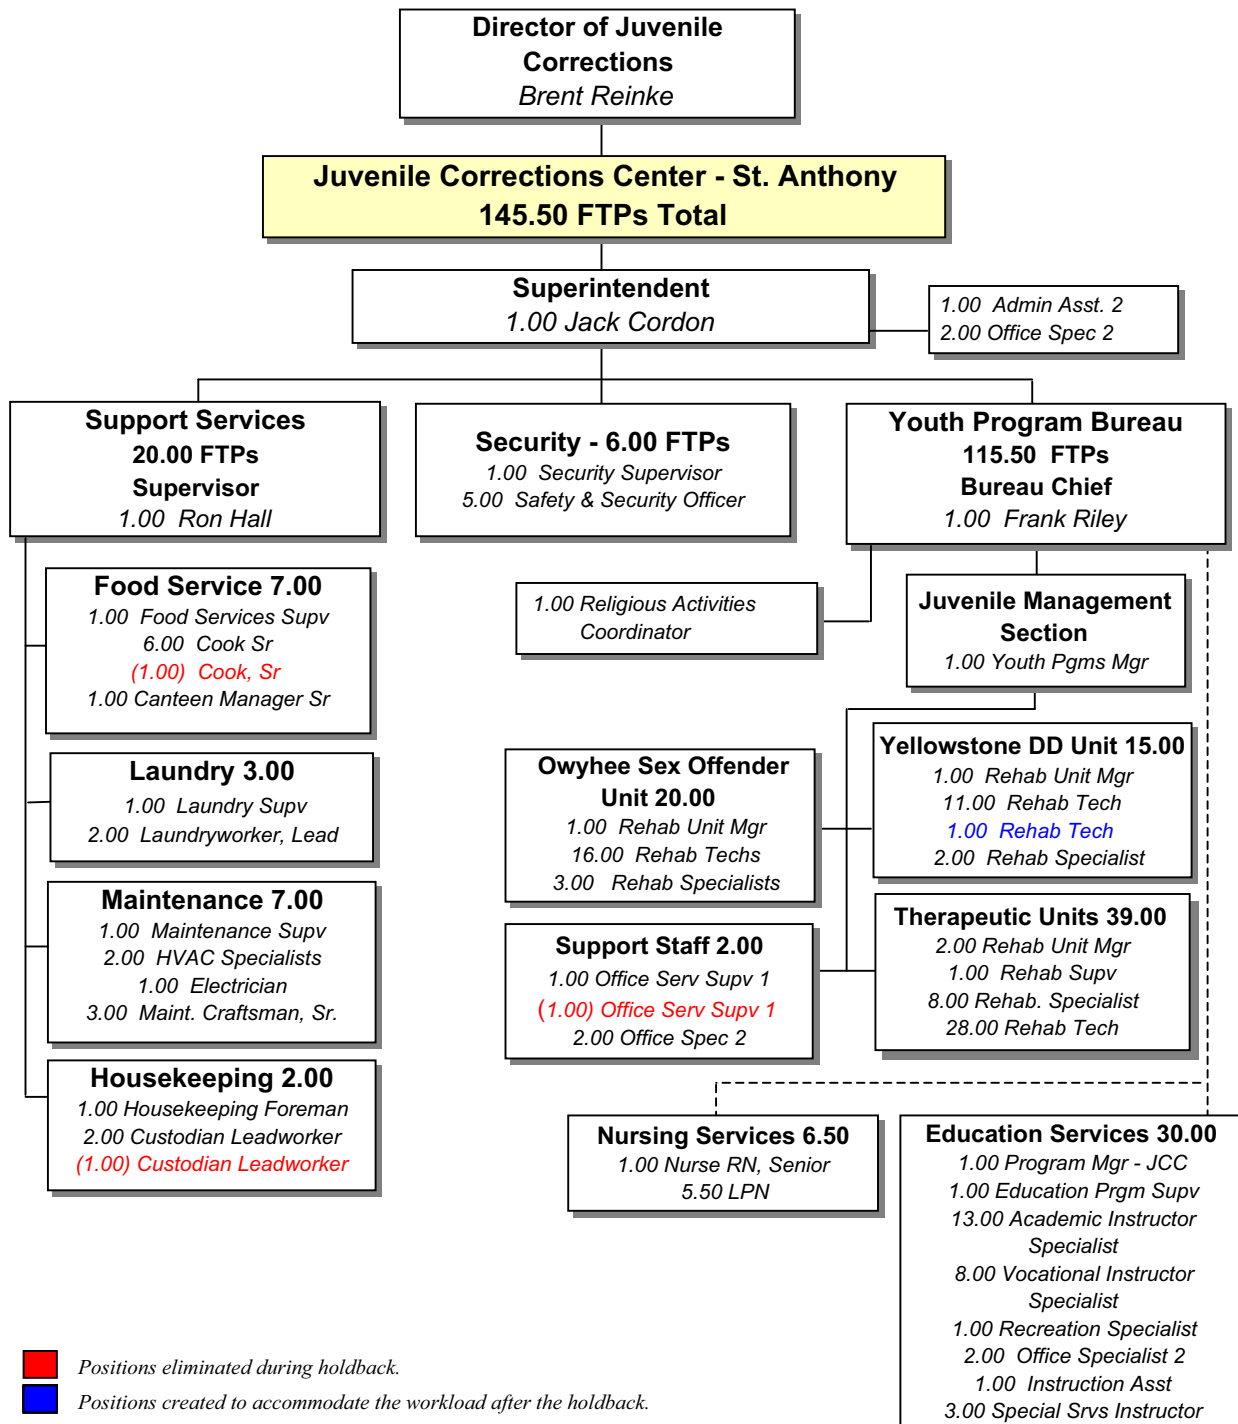 Director of Juvenile
Corrections
Brent Reinke
Juvenile Corrections Center - St. Anthony
145.50 FTPs Total
Superintendent
1.00 Jack Cordon
1.00 Admin Asst. 2
2.00 Office Spec 2
Support Services
20.00 FTPs
Supervisor
1.00 Ron Hall
Security - 6.00 FTPs
1.00 Security Supervisor
5.00 Safety & Security Officer
Youth Program Bureau
115.50 FTPs
Bureau Chief
1.00 Frank Riley
Food Service 7.00
1.00 Food Services Supv
6.00 Cook Sr
(1.00) Cook, Sr
1.00 Canteen Manager Sr
1.00 Religious Activities
Coordinator
Juvenile Management
Section
1.00 Youth Pgms Mgr
Laundry 3.00
1.00 Laundry Supv
2.00 Laundryworker, Lead
Owyhee Sex Offender
Unit 20.00
1.00 Rehab Unit Mgr
16.00 Rehab Techs
3.00 Rehab Specialists
Yellowstone DD Unit 15.00
1.00 Rehab Unit Mgr
11.00 Rehab Tech
1.00 Rehab Tech
2.00 Rehab Specialist
Maintenance 7.00
1.00 Maintenance Supv
2.00 HVAC Specialists
1.00 Electrician
3.00 Maint. Craftsman, Sr.
Support Staff 2.00
1.00 Office Serv Supv 1
(1.00) Office Serv Supv 1
2.00 Office Spec 2
Therapeutic Units 39.00
2.00 Rehab Unit Mgr
1.00 Rehab Supv
8.00 Rehab. Specialist
28.00 Rehab Tech
Housekeeping 2.00
1.00 Housekeeping Foreman
2.00 Custodian Leadworker
(1.00) Custodian Leadworker
Nursing Services 6.50
1.00 Nurse RN, Senior
5.50 LPN
Education Services 30.00
1.00 Program Mgr - JCC
1.00 Education Prgm Supv
13.00 Academic Instructor
Specialist
8.00 Vocational Instructor
Specialist
1.00 Recreation Specialist
2.00 Office Specialist 2
1.00 Instruction Asst
3.00 Special Srvs Instructor
Positions eliminated during holdback.
Positions created to accommodate the workload after the holdback.